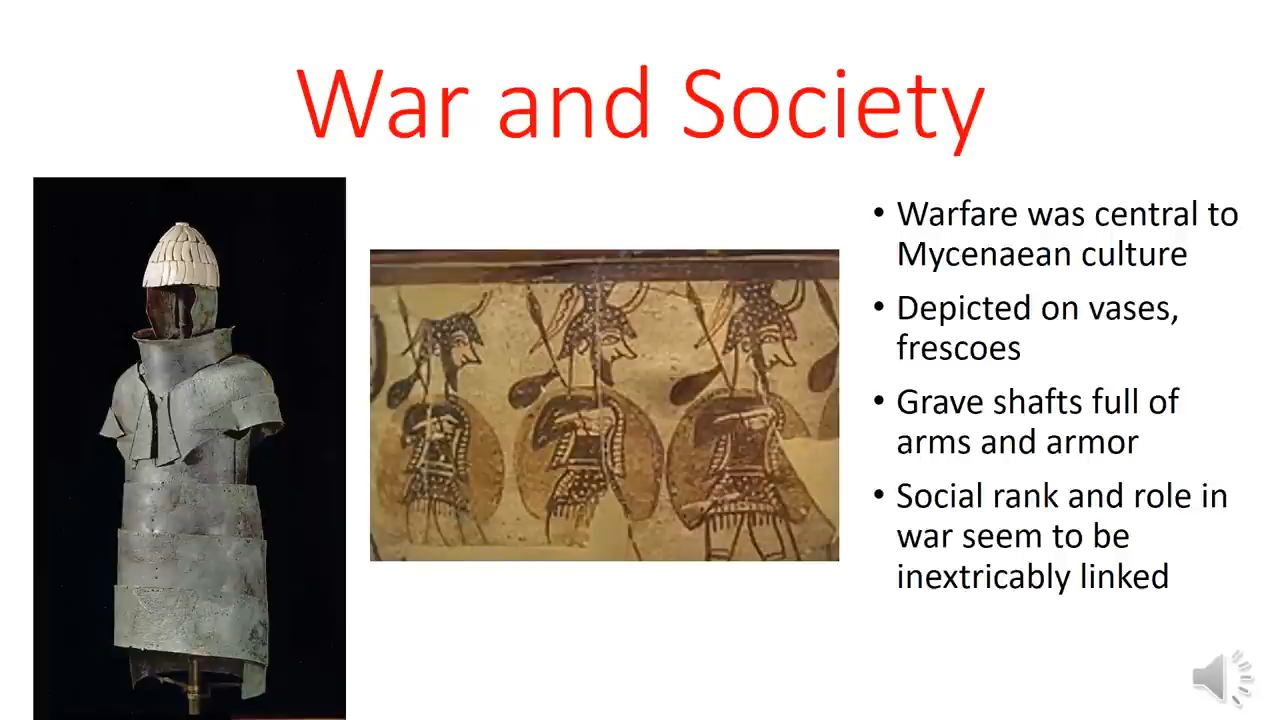 War and Society
• Warfare was central to
Mycenaean culture
• Depicted on vases,
frescoes
• Grave shafts full of
arms and armor
• Social rank and role in
war seem to be
inextricably linked